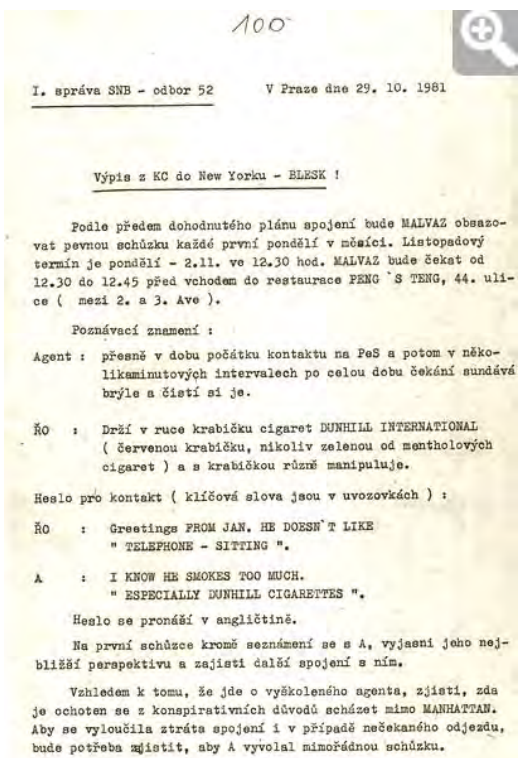 100
I. správa SNB - odbor 52 V Praze dne 29. 10. 1981
Výpis z KC do New Yorku - BLESK !
Podle předem dohodnutého plánu spojení bude MALVAZ obsazo-
vat pevnou schůzku každé první pondělí v měsíci. Listopadový
termín je pondělí - 2.11. ve 12.30 hod. MALVAZ bude čekat od
12.30 do 12.45 před vchodem do restaurace PENG `S TENG, 44. uli-
ce ( mezi 2. a 3. Ave ).
Poznávací znamení :
Agent : přesně v dobu počátku kontaktu na PeS a potom v něko-
likaminutových intervalech po celou dobu čekání sundává
brýle a čistí si je.
ŘO : Drží v ruce krabičku cigaret DUNHILL INTERNATIONAL
( červenou krabičku, nikoliv zelenou od mentholových
cigaret ) a s krabičkou různě manipuluje.
Heslo pro kontakt ( klíčová slova jsou v uvozovkách ) :
ŘO : Greetings FROM JAN. HE DOESN`T LIKE
" TELEPHONE - SITTING ".
A : I KNOW HE SMOKES TOO MUCH.
" ESPECIALLY DUNHILL CIGARETTES ".
Heslo se pronáší v angličtině.
Na první schůzce kromě seznámení se s A, vyjasni jeho nej-
bližší perspektivu a zajisti další spojení s ním.
Vzhledem k tomu, že jde o vyškoleného agenta, zjisti, zda
je ochoten se z konspirativních důvodů scházet mimo MANHATTAN.
Aby se vyloučila ztráta spojení i v případě nečekaného odjezdu,
bude potřeba zjistit, aby A vyvolal mimořádnou schůzku.